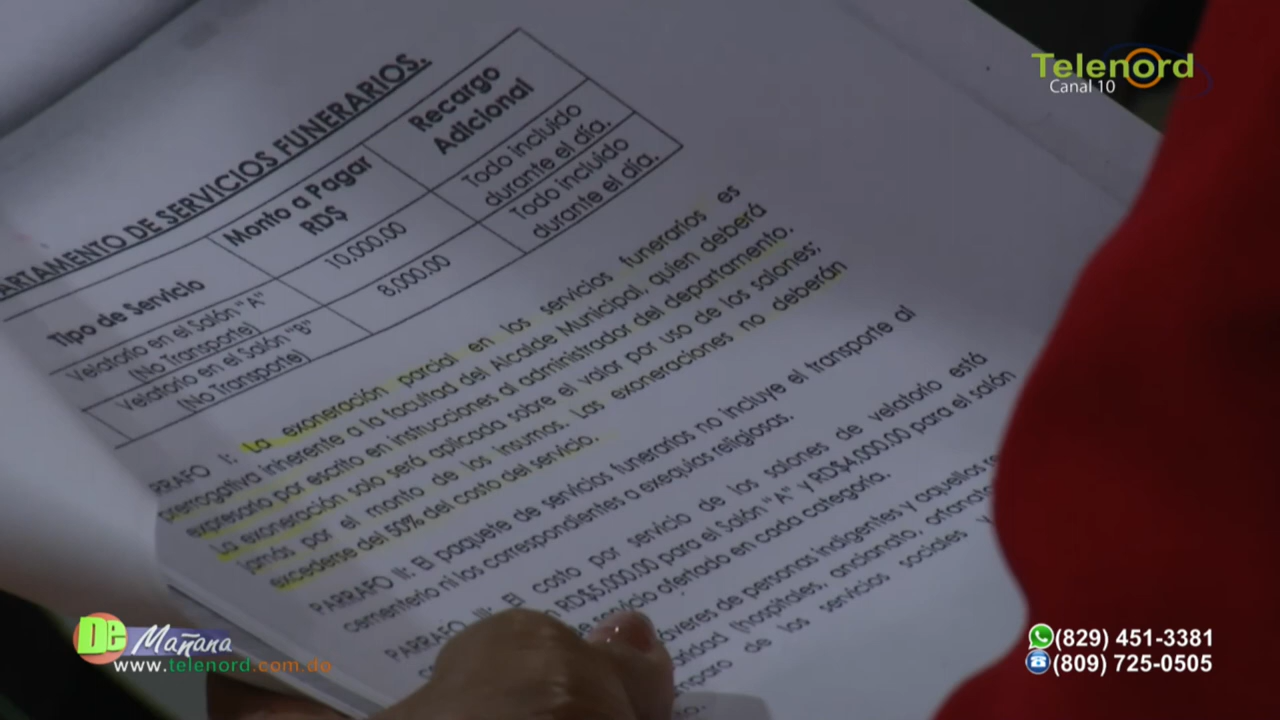 Telenord
Canal 10
ARTAMENTO DE SERVICIOS FUNERARIOS.
Tipo de Servicio
Monto a Pagar
RD$
Recargo
Adicional
Velatorio en el Salón "A"
(No Transporte)
10,000.00
Todo incluido
durante el día.
Velatorio en el Salón "B"
(No Transporte)
8,000.00
Todo incluido
durante el día.
RRAFO I: La exoneración parcial en los servicios funerarios es
prerrogativa inherente a la facultad del Alcalde Municipal, quien deberá
expresarlo por escrito en instrucciones al administrador del departamento.
La exoneración solo será aplicada sobre el valor por uso de los salones;
jamás por el monto de los insumos. Las exoneraciones no deberán
exceder del 50% del costo del servicio.
PARRAFO II: El paquete de servicios funerarios no incluye el transporte al
cementerio ni los correspondientes a exequias religiosas.
PARRAFO III: El costo por servicio de los salones de velatorio está
RD$5,000.00 para el Salón "A" y RD$4,000.00 para el salón
servicio ofertado en cada categoría.
cadáveres de personas indigentes y aquellos
(hospitales, ancianato, orfanato
amparo de los servicios sociales y
De Mañana
www.telenord.com.do
(829) 451-3381
(809) 725-0505